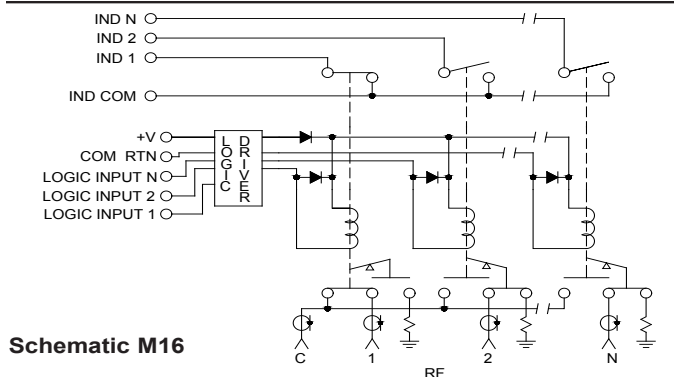 IND N
IND 2
IND 1
IND COM
+V
COM RTN
LOGIC INPUT N
LOGIC INPUT 2
LOGIC INPUT 1
LOGIC
DRIVER
Schematic M16
C
1
2
N
RF